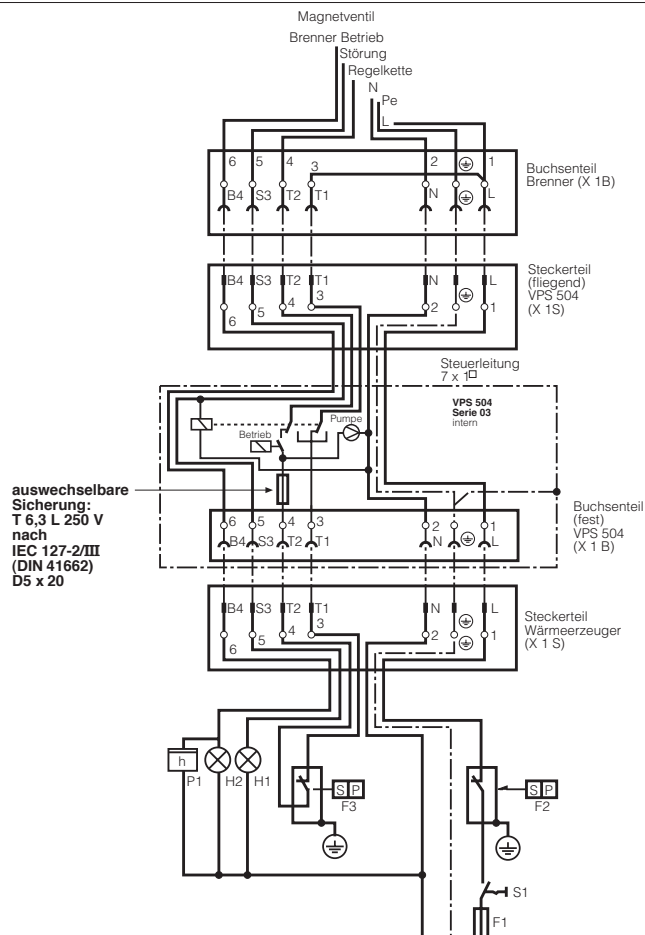 Magnetventil
Brenner Betrieb
Störung
Regelkette
N
Pe
L
6 5 4 3 2 1
B4 S3 T2 T1 N L
Buchsenteil
Brenner (X 1B)
B4 S3 T2 T1 N L
6 5 4 3 2 1
Steckerteil
(fliegend)
VPS 504
(X 1S)
Steuerleitung
7 x 1□
VPS 504
Serie 03
intern
Betrieb
Pumpe
auswechselbare
Sicherung:
T 6,3 L 250 V
nach
IEC 127-2/III
(DIN 41662)
D5 x 20
6 5 4 3 2 1
B4 S3 T2 T1 N L
Buchsenteil
(fest)
VPS 504
(X 1 B)
B4 S3 T2 T1 N L
6 5 4 3 2 1
Steckerteil
Wärmeerzeuger
(X 1 S)
h
P1 H2 H1
S P
F3
S P
F2
S1
F1